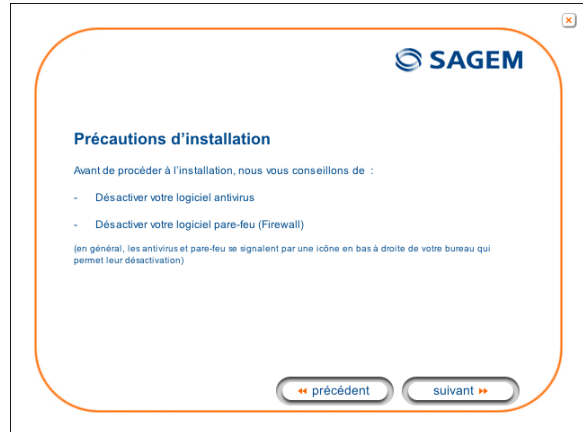 SAGEM
Précautions d'installation
Avant de procéder à l'installation, nous vous conseillons de :
- Désactiver votre logiciel antivirus
- Désactiver votre logiciel pare-feu (Firewall)
(en général, les antivirus et pare-feu se signalent par une icône en bas à droite de votre bureau qui
permet leur désactivation)
précédent
suivant